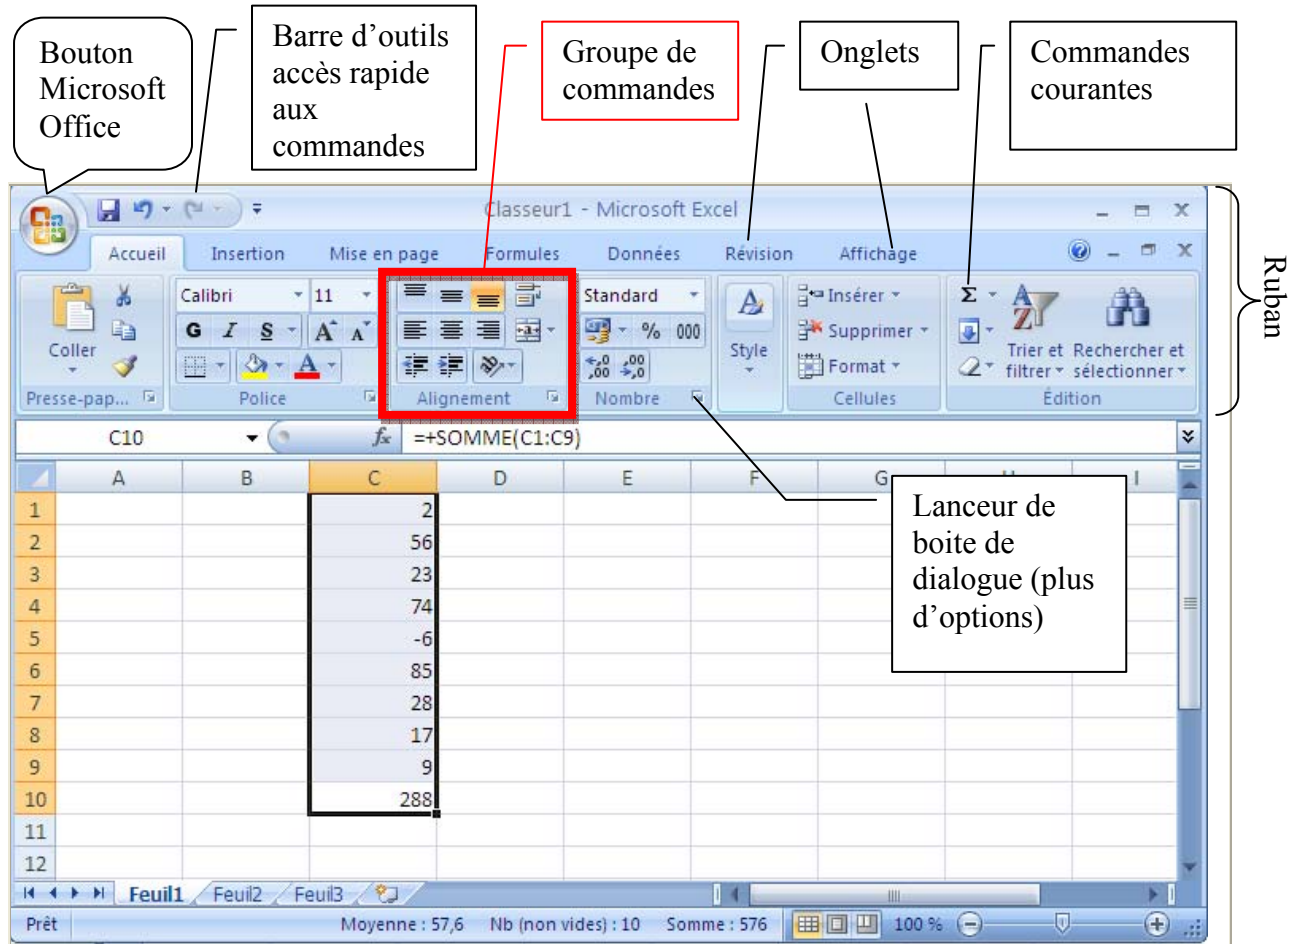 Bouton
Microsoft
Office
Barre d’outils
accès rapide
aux
commandes
Groupe de
commandes
Onglets
Commandes
courantes
Ruban
Classeur1 - Microsoft Excel
Accueil Insertion Mise en page Formules Données Révision Affichage
Calibri 11 Standard Insérer Σ
G I S A A % 000 Supprimer
Coller Style Trier et Rechercher et
A ,00 ,00 Format filtrer sélectionner
Presse-pap... Police Alignement Nombre Cellules Édition
C10 fx =+SOMME(C1:C9)
A B C D E F G I
1 2
2 56
3 23
4 74
5 -6
6 85
7 28
8 17
9 9
10 288
11
12
Lanceur de
boite de
dialogue (plus
d’options)
Feuil1 Feuil2 Feuil3
Prêt Moyenne : 57,6 Nb (non vides) : 10 Somme : 576 100 %